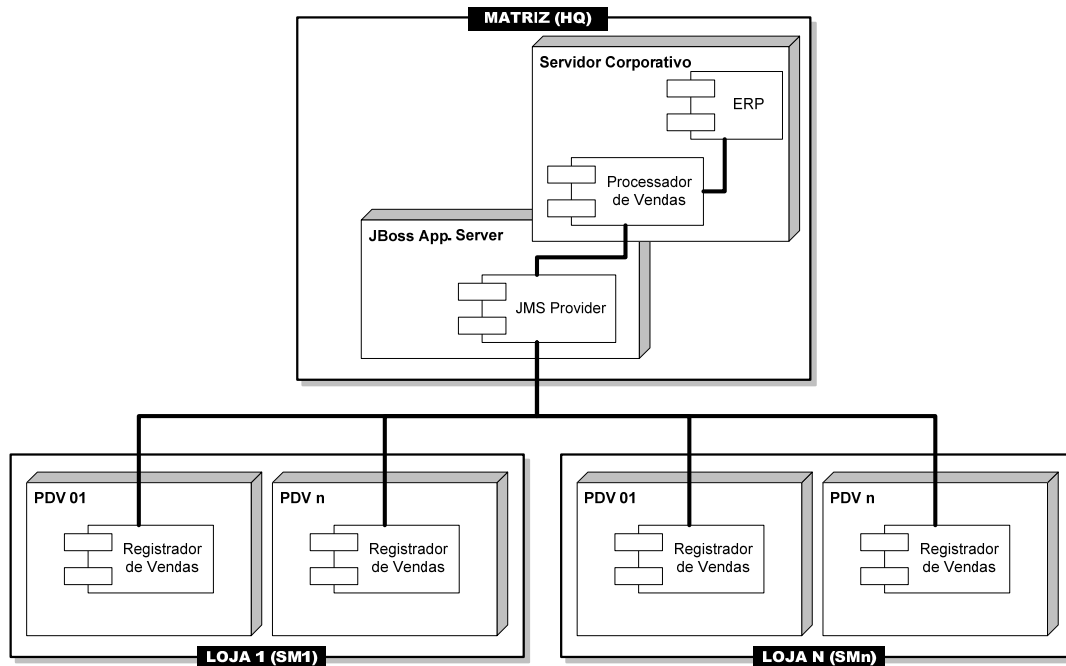 MATRIZ (HQ)
Servidor Corporativo
ERP
Processador
de Vendas
JBoss App. Server
JMS Provider
PDV 01
Registrador
de Vendas
PDV n
Registrador
de Vendas
LOJA 1 (SM1)
PDV 01
Registrador
de Vendas
PDV n
Registrador
de Vendas
LOJA N (SMn)